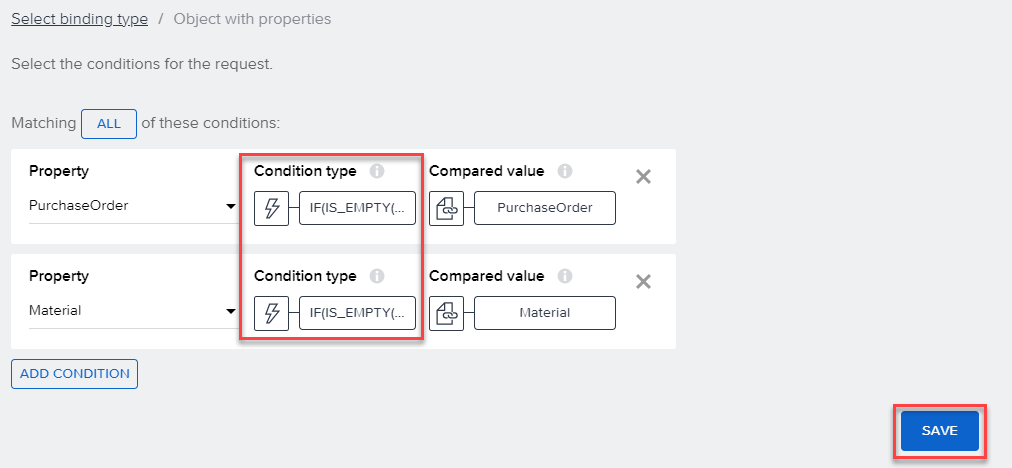 Select binding type / Object with properties
Select the conditions for the request.
Matching ALL of these conditions:
Property Condition type Compared value
PurchaseOrder IF(IS_EMPTY(... PurchaseOrder
Property Condition type Compared value
Material IF(IS_EMPTY(... Material
ADD CONDITION
SAVE